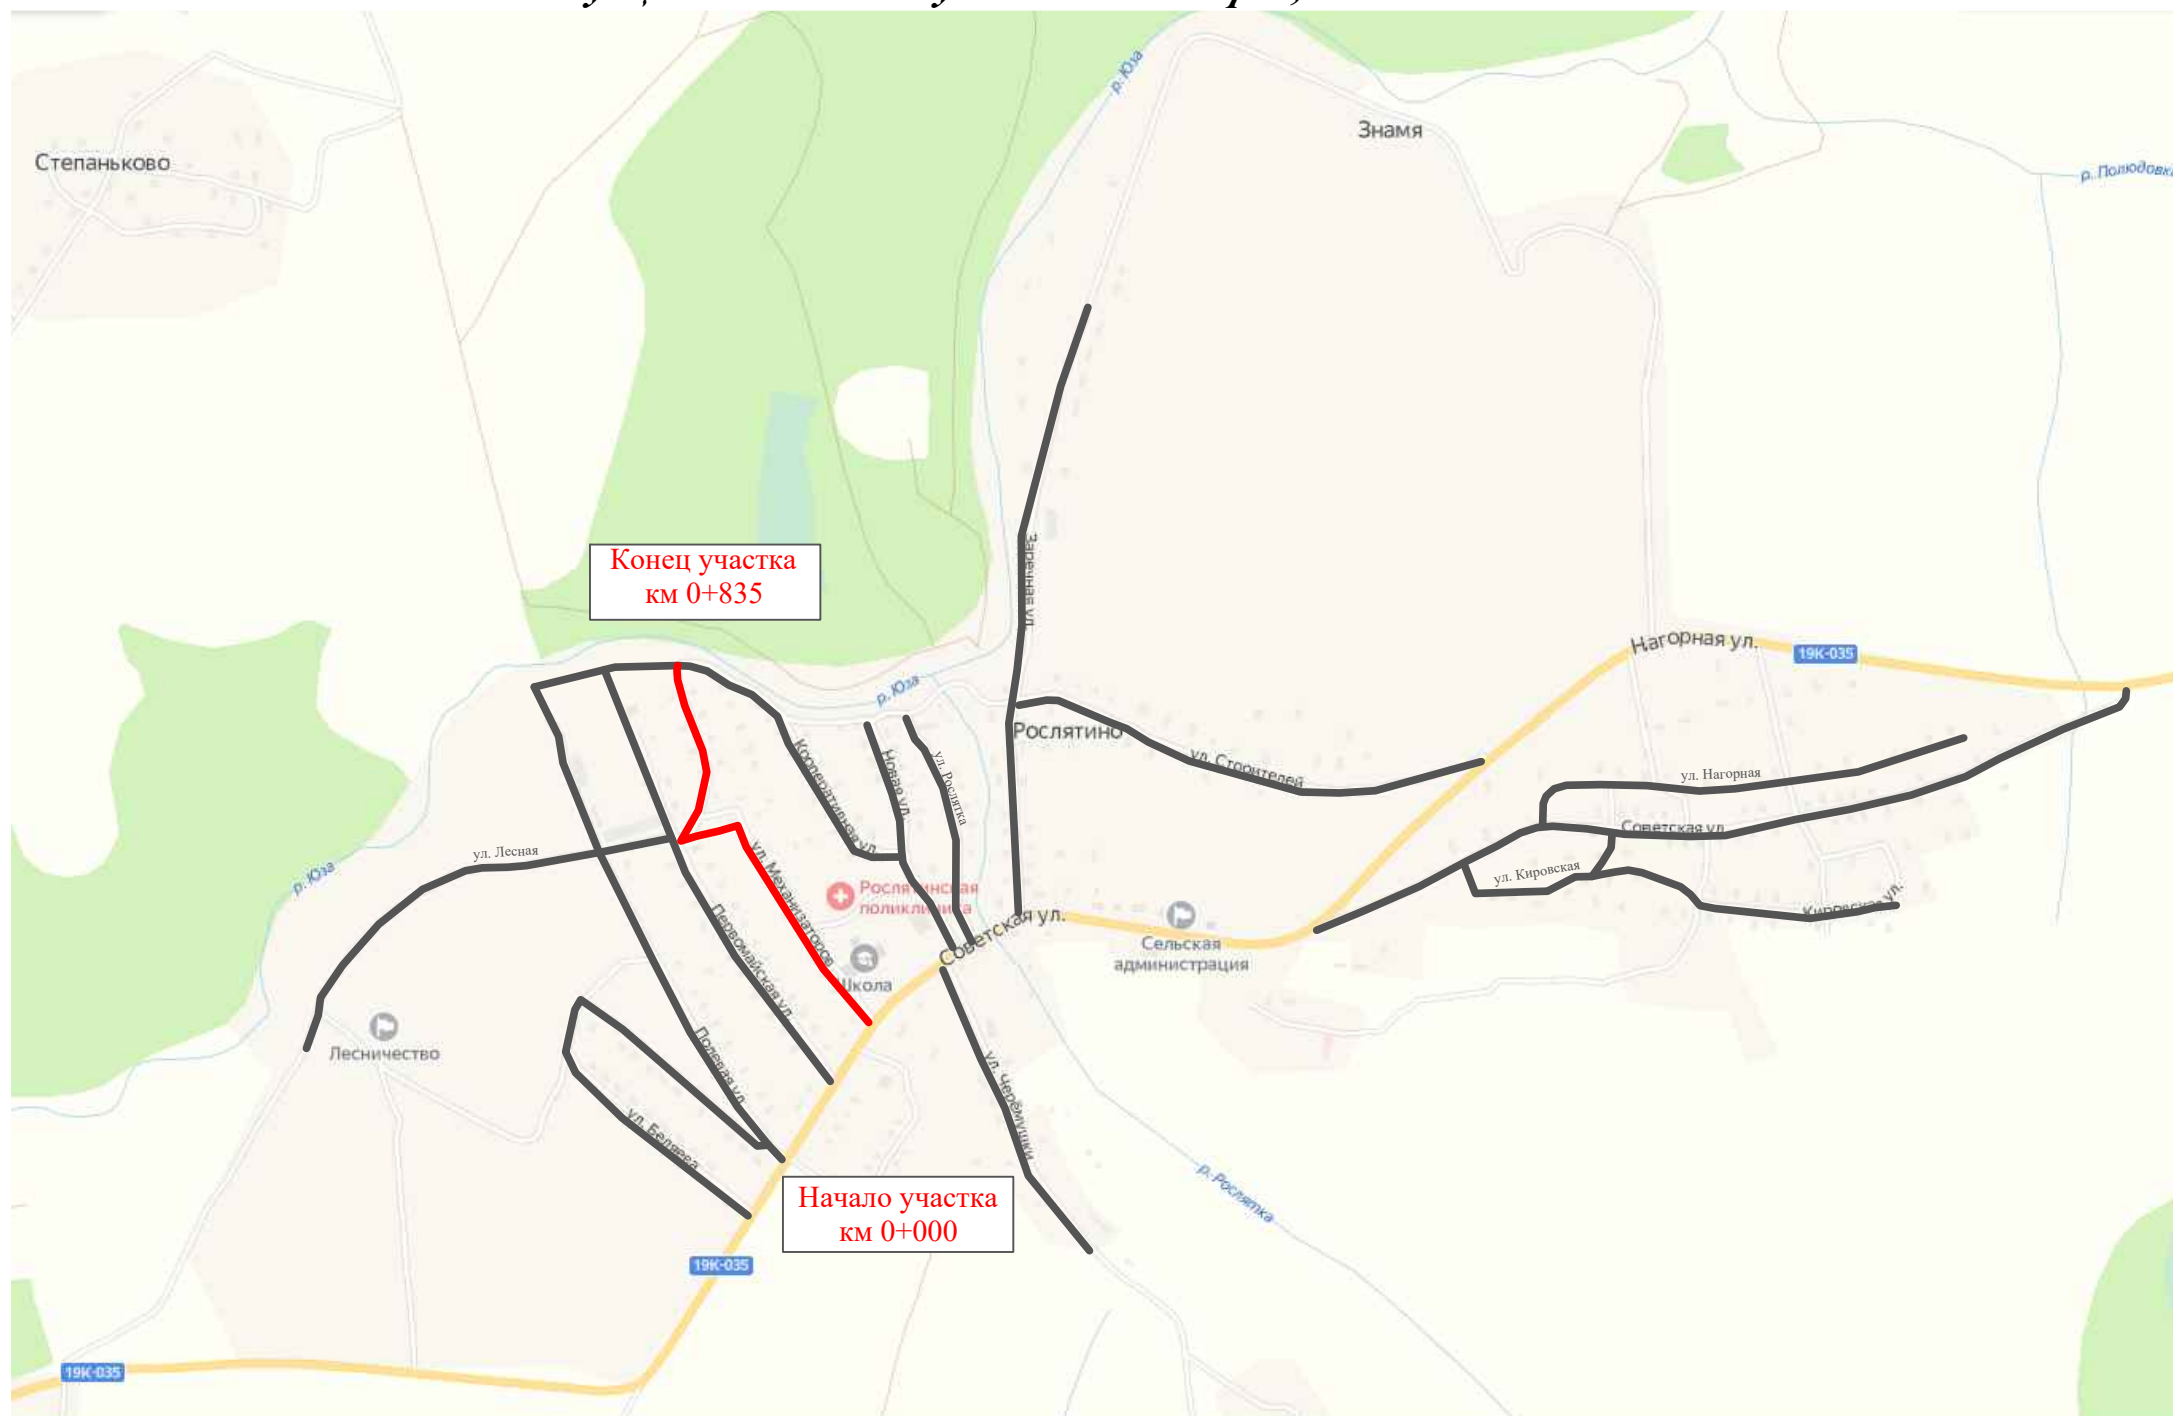 р. Юза
Знамя
Степаньково
р. Полюдовка
Заречная ул.
Конец участка
км 0+835
Нагорная ул.
19К-035
р. Юза
Рослятино
ул. Строителей
Кооперативная ул.
Новая ул.
ул. Рослятка
ул. Нагорная
Советская ул.
ул. Лесная
ул. Механизаторов
ул. Кировская
р. Юза
Рослятинская
поликлиника
Кировская ул.
Первомайская ул.
Советская ул.
Сельская
администрация
Школа
Лесничество
Полевая ул.
ул. Черёмушки
ул. Беляева
Начало участка
км 0+000
р. Рослятка
19К-035
19К-035